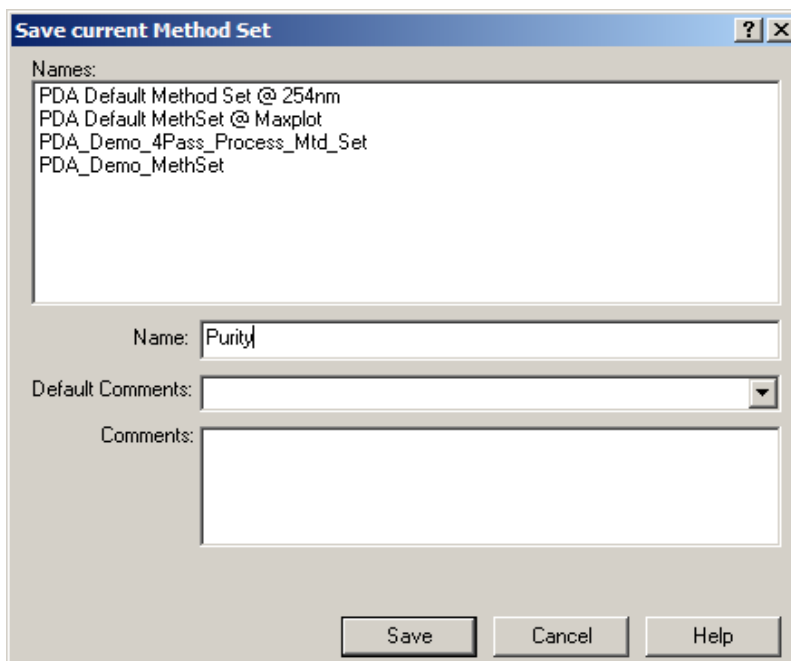 Save current Method Set
Names:
PDA Default Method Set @ 254nm
PDA Default MethSet @ Maxplot
PDA_Demo_4Pass_Process_Mtd_Set
PDA_Demo_MethSet
Name: Purity
Default Comments:
Comments:
Save Cancel Help